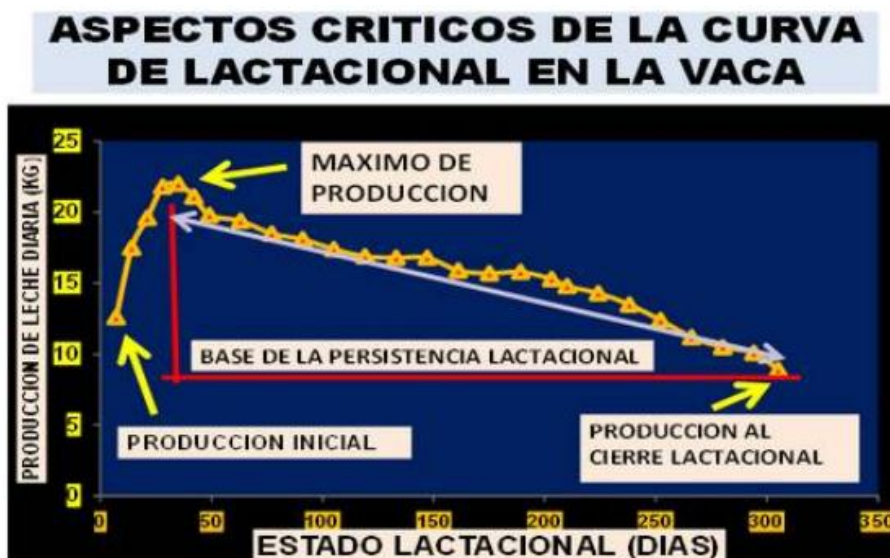 ASPECTOS CRITICOS DE LA CURVA
DE LACTACIONAL EN LA VACA
PRODUCCION DE LECHE DIARIA (KG)
25
20
15
10
5
0
MAXIMO DE
PRODUCCION
BASE DE LA PERSISTENCIA LACTACIONAL
PRODUCCION INICIAL
PRODUCCION AL
CIERRE LACTACIONAL
0 50 100 150 200 250 300 350
ESTADO LACTACIONAL (DIAS)